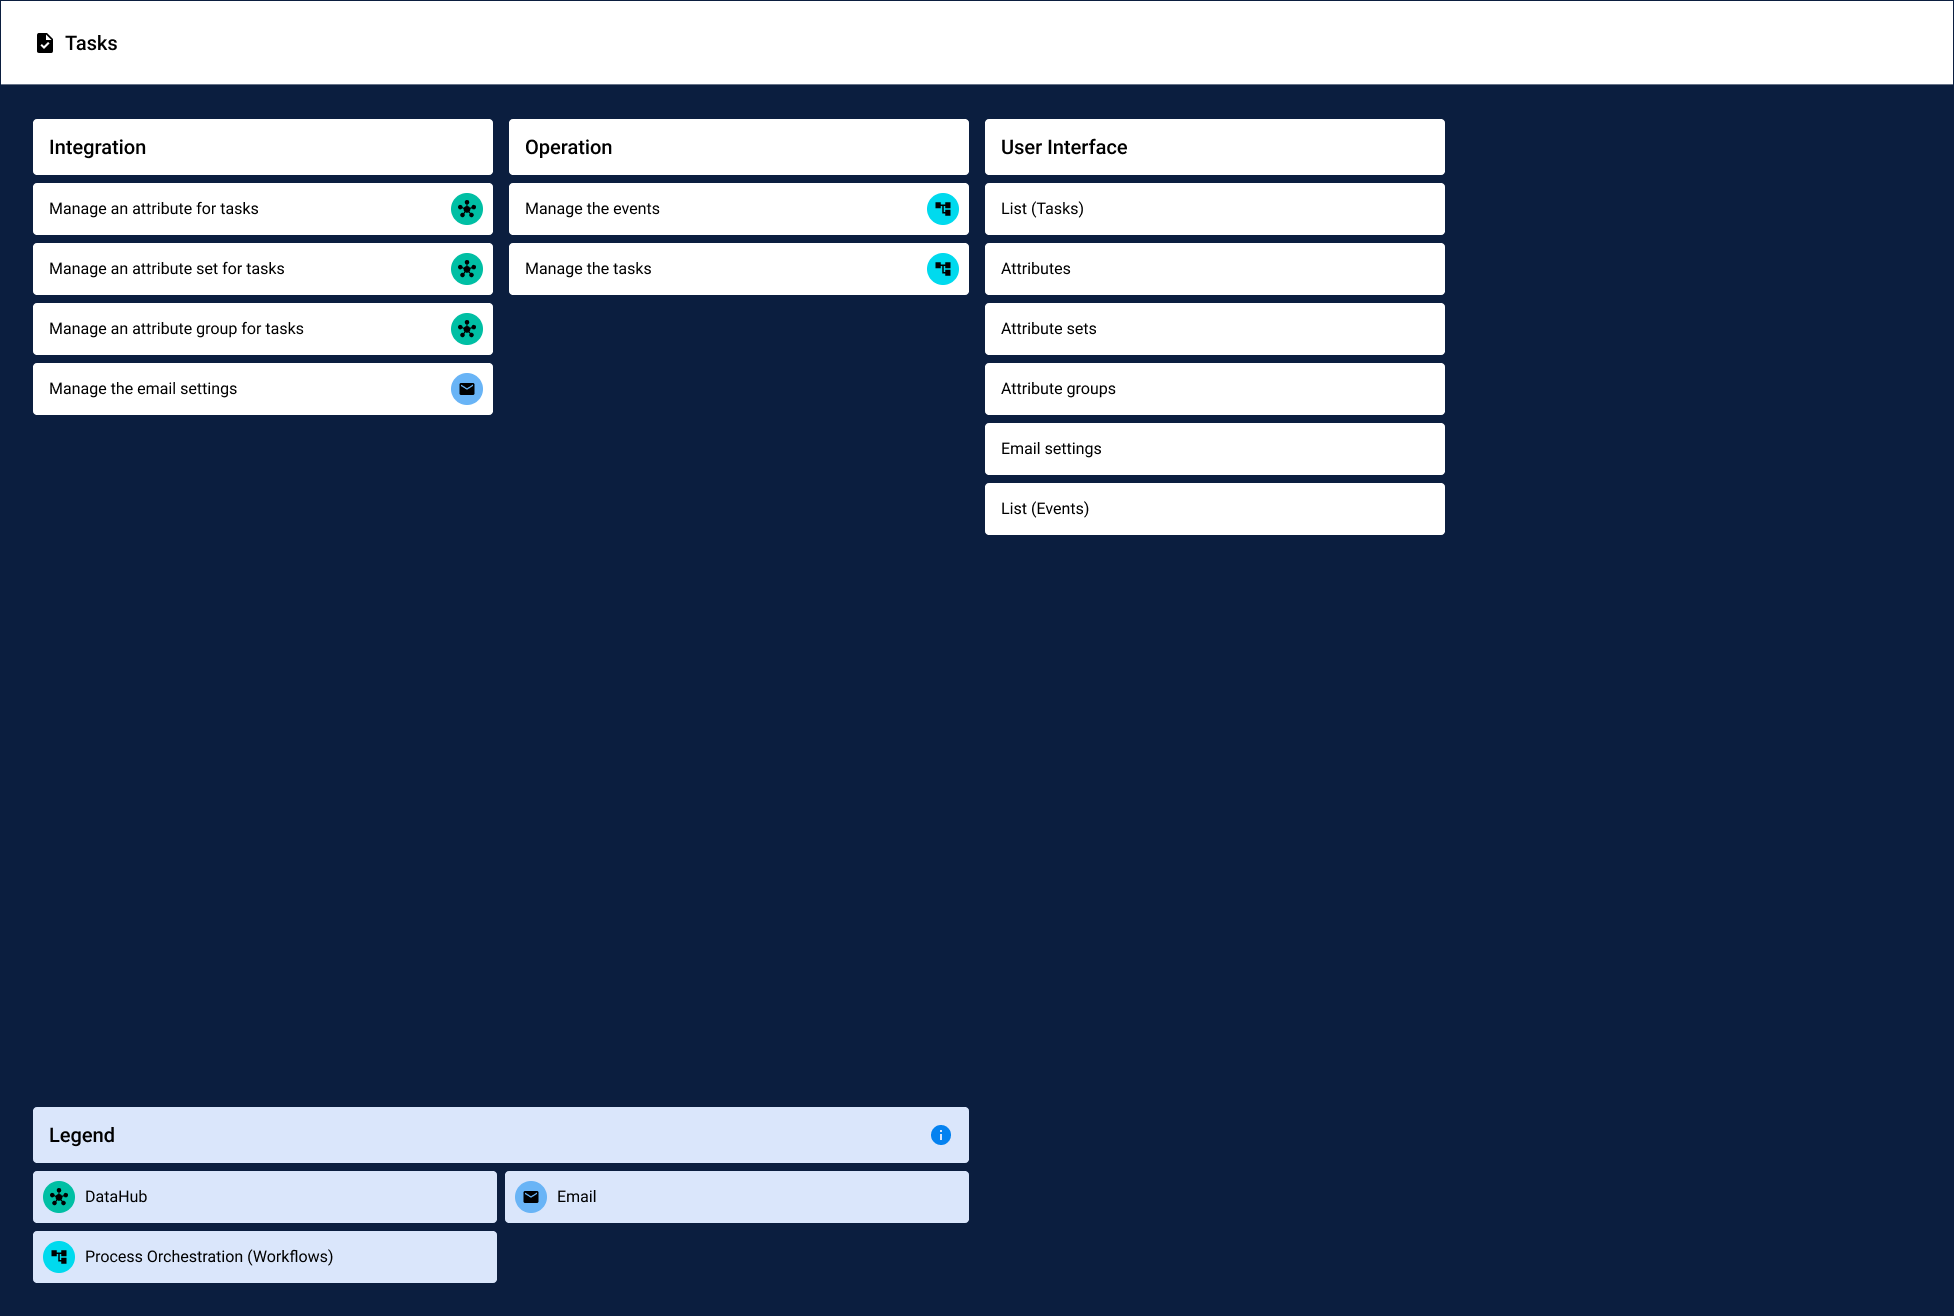 Tasks
Integration
Manage an attribute for tasks
Manage an attribute set for tasks
Manage an attribute group for tasks
Manage the email settings
Operation
Manage the events
Manage the tasks
User Interface
List (Tasks)
Attributes
Attribute sets
Attribute groups
Email settings
List (Events)
Legend
DataHub
Email
Process Orchestration (Workflows)